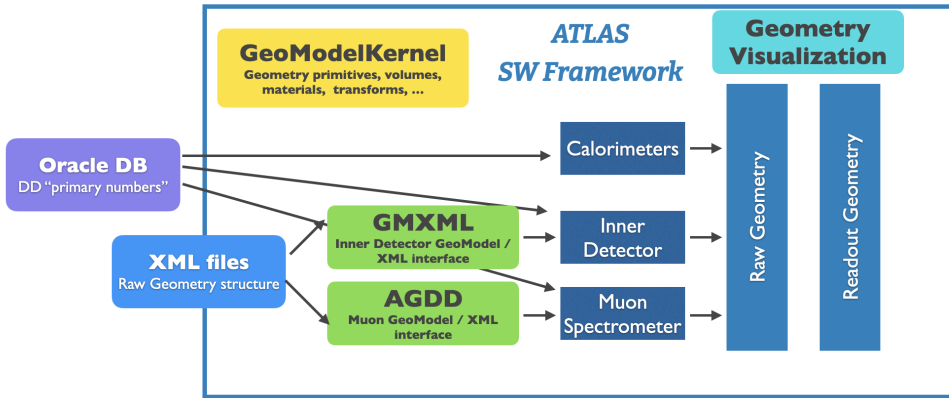 GeoModelKernel
Geometry primitives, volumes,
materials, transforms, ...
ATLAS
SW Framework
Geometry
Visualization
Oracle DB
DD “primary numbers”
Calorimeters
GMXML
Inner Detector GeoModel /
XML interface
Inner
Detector
XML files
Raw Geometry structure
AGDD
Muon GeoModel / XML
interface
Muon
Spectrometer
Raw Geometry
Readout Geometry